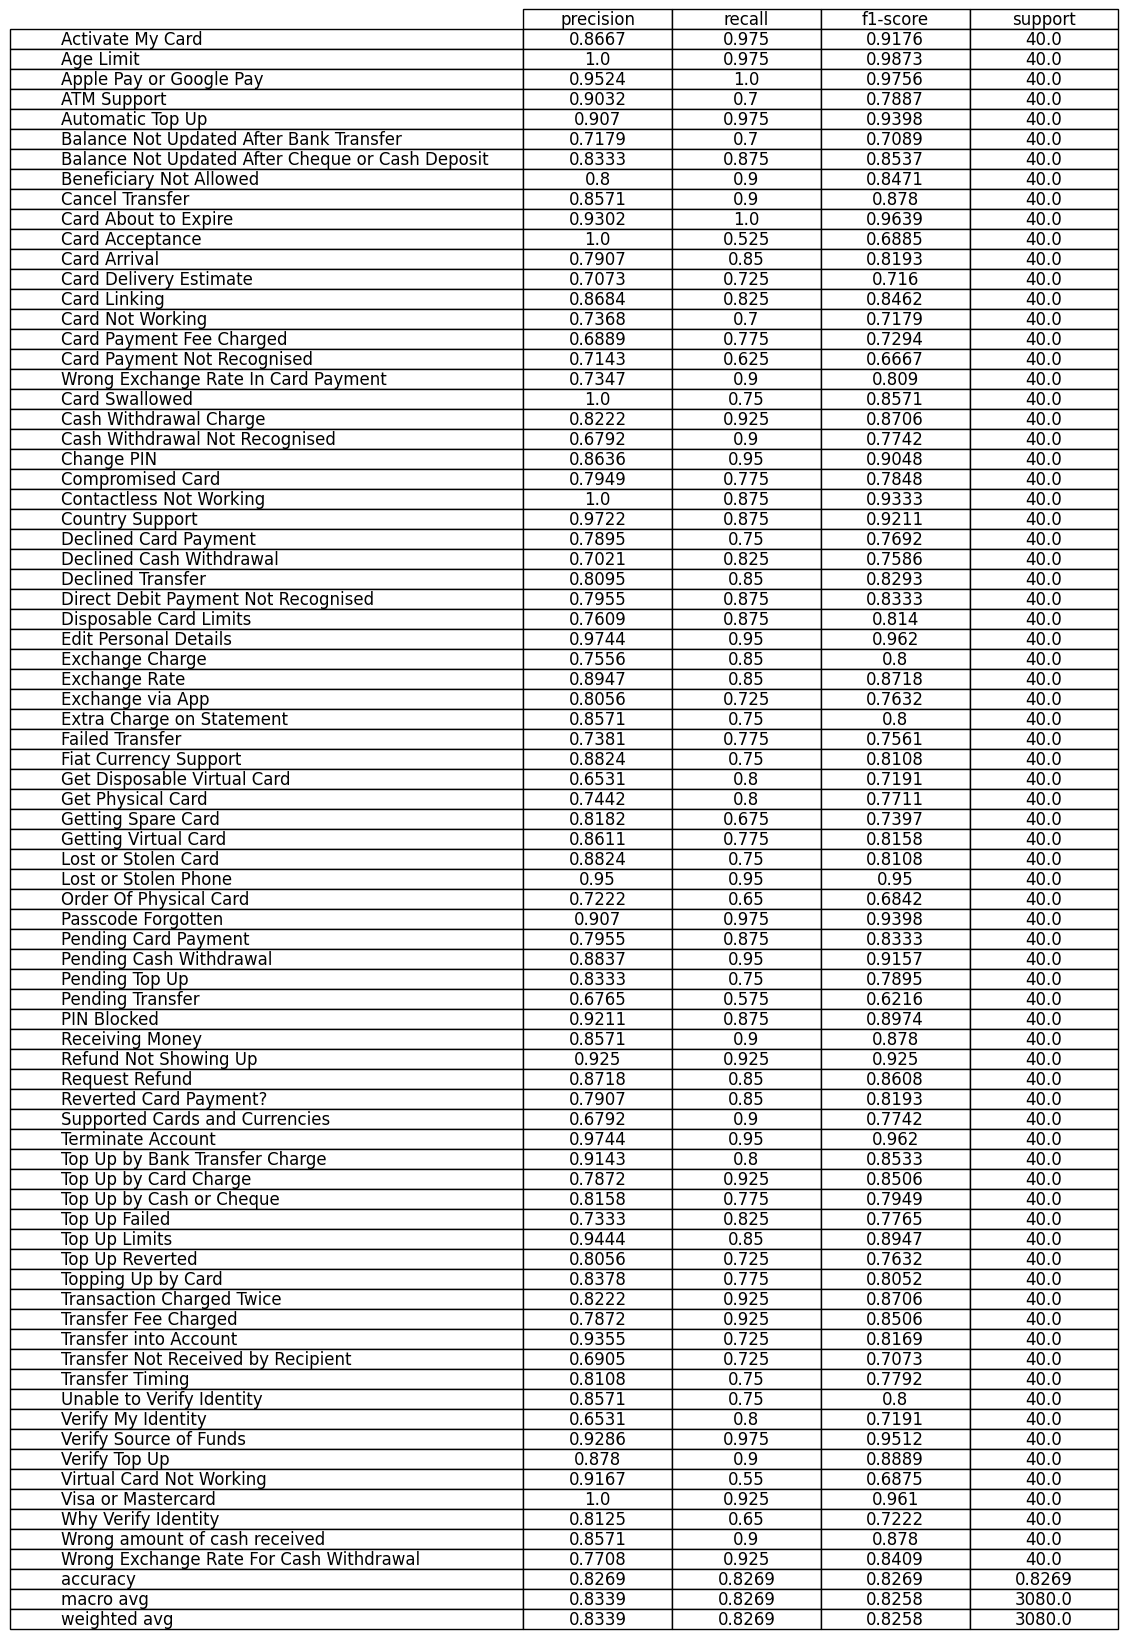 precision recall f1-score support
Activate My Card 0.8667 0.975 0.9176 40.0
Age Limit 1.0 0.975 0.9873 40.0
Apple Pay or Google Pay 0.9524 1.0 0.9756 40.0
ATM Support 0.9032 0.7 0.7887 40.0
Automatic Top Up 0.907 0.975 0.9398 40.0
Balance Not Updated After Bank Transfer 0.7179 0.7 0.7089 40.0
Balance Not Updated After Cheque or Cash Deposit 0.8333 0.875 0.8537 40.0
Beneficiary Not Allowed 0.8 0.9 0.8471 40.0
Cancel Transfer 0.8571 0.9 0.878 40.0
Card About to Expire 0.9302 1.0 0.9639 40.0
Card Acceptance 1.0 0.525 0.6885 40.0
Card Arrival 0.7907 0.85 0.8193 40.0
Card Delivery Estimate 0.7073 0.725 0.716 40.0
Card Linking 0.8684 0.825 0.8462 40.0
Card Not Working 0.7368 0.7 0.7179 40.0
Card Payment Fee Charged 0.6889 0.775 0.7294 40.0
Card Payment Not Recognised 0.7143 0.625 0.6667 40.0
Wrong Exchange Rate In Card Payment 0.7347 0.9 0.809 40.0
Card Swallowed 1.0 0.75 0.8571 40.0
Cash Withdrawal Charge 0.8222 0.925 0.8706 40.0
Cash Withdrawal Not Recognised 0.6792 0.9 0.7742 40.0
Change PIN 0.8636 0.95 0.9048 40.0
Compromised Card 0.7949 0.775 0.7848 40.0
Contactless Not Working 1.0 0.875 0.9333 40.0
Country Support 0.9722 0.875 0.9211 40.0
Declined Card Payment 0.7895 0.75 0.7692 40.0
Declined Cash Withdrawal 0.7021 0.825 0.7586 40.0
Declined Transfer 0.8095 0.85 0.8293 40.0
Direct Debit Payment Not Recognised 0.7955 0.875 0.8333 40.0
Disposable Card Limits 0.7609 0.875 0.814 40.0
Edit Personal Details 0.9744 0.95 0.962 40.0
Exchange Charge 0.7556 0.85 0.8 40.0
Exchange Rate 0.8947 0.85 0.8718 40.0
Exchange via App 0.8056 0.725 0.7632 40.0
Extra Charge on Statement 0.8571 0.75 0.8 40.0
Failed Transfer 0.7381 0.775 0.7561 40.0
Fiat Currency Support 0.8824 0.75 0.8108 40.0
Get Disposable Virtual Card 0.6531 0.8 0.7191 40.0
Get Physical Card 0.7442 0.8 0.7711 40.0
Getting Spare Card 0.8182 0.675 0.7397 40.0
Getting Virtual Card 0.8611 0.775 0.8158 40.0
Lost or Stolen Card 0.8824 0.75 0.8108 40.0
Lost or Stolen Phone 0.95 0.95 0.95 40.0
Order Of Physical Card 0.7222 0.65 0.6842 40.0
Passcode Forgotten 0.907 0.975 0.9398 40.0
Pending Card Payment 0.7955 0.875 0.8333 40.0
Pending Cash Withdrawal 0.8837 0.95 0.9157 40.0
Pending Top Up 0.8333 0.75 0.7895 40.0
Pending Transfer 0.6765 0.575 0.6216 40.0
PIN Blocked 0.9211 0.875 0.8974 40.0
Receiving Money 0.8571 0.9 0.878 40.0
Refund Not Showing Up 0.925 0.925 0.925 40.0
Request Refund 0.8718 0.85 0.8608 40.0
Reverted Card Payment? 0.7907 0.85 0.8193 40.0
Supported Cards and Currencies 0.6792 0.9 0.7742 40.0
Terminate Account 0.9744 0.95 0.962 40.0
Top Up by Bank Transfer Charge 0.9143 0.8 0.8533 40.0
Top Up by Card Charge 0.7872 0.925 0.8506 40.0
Top Up by Cash or Cheque 0.8158 0.775 0.7949 40.0
Top Up Failed 0.7333 0.825 0.7765 40.0
Top Up Limits 0.9444 0.85 0.8947 40.0
Top Up Reverted 0.8056 0.725 0.7632 40.0
Topping Up by Card 0.8378 0.775 0.8052 40.0
Transaction Charged Twice 0.8222 0.925 0.8706 40.0
Transfer Fee Charged 0.7872 0.925 0.8506 40.0
Transfer into Account 0.9355 0.725 0.8169 40.0
Transfer Not Received by Recipient 0.6905 0.725 0.7073 40.0
Transfer Timing 0.8108 0.75 0.7792 40.0
Unable to Verify Identity 0.8571 0.75 0.8 40.0
Verify My Identity 0.6531 0.8 0.7191 40.0
Verify Source of Funds 0.9286 0.975 0.9512 40.0
Verify Top Up 0.878 0.9 0.8889 40.0
Virtual Card Not Working 0.9167 0.55 0.6875 40.0
Visa or Mastercard 1.0 0.925 0.961 40.0
Why Verify Identity 0.8125 0.65 0.7222 40.0
Wrong amount of cash received 0.8571 0.9 0.878 40.0
Wrong Exchange Rate For Cash Withdrawal 0.7708 0.925 0.8409 40.0
accuracy 0.8269 0.8269 0.8269 0.8269
macro avg 0.8339 0.8269 0.8258 3080.0
weighted avg 0.8339 0.8269 0.8258 3080.0